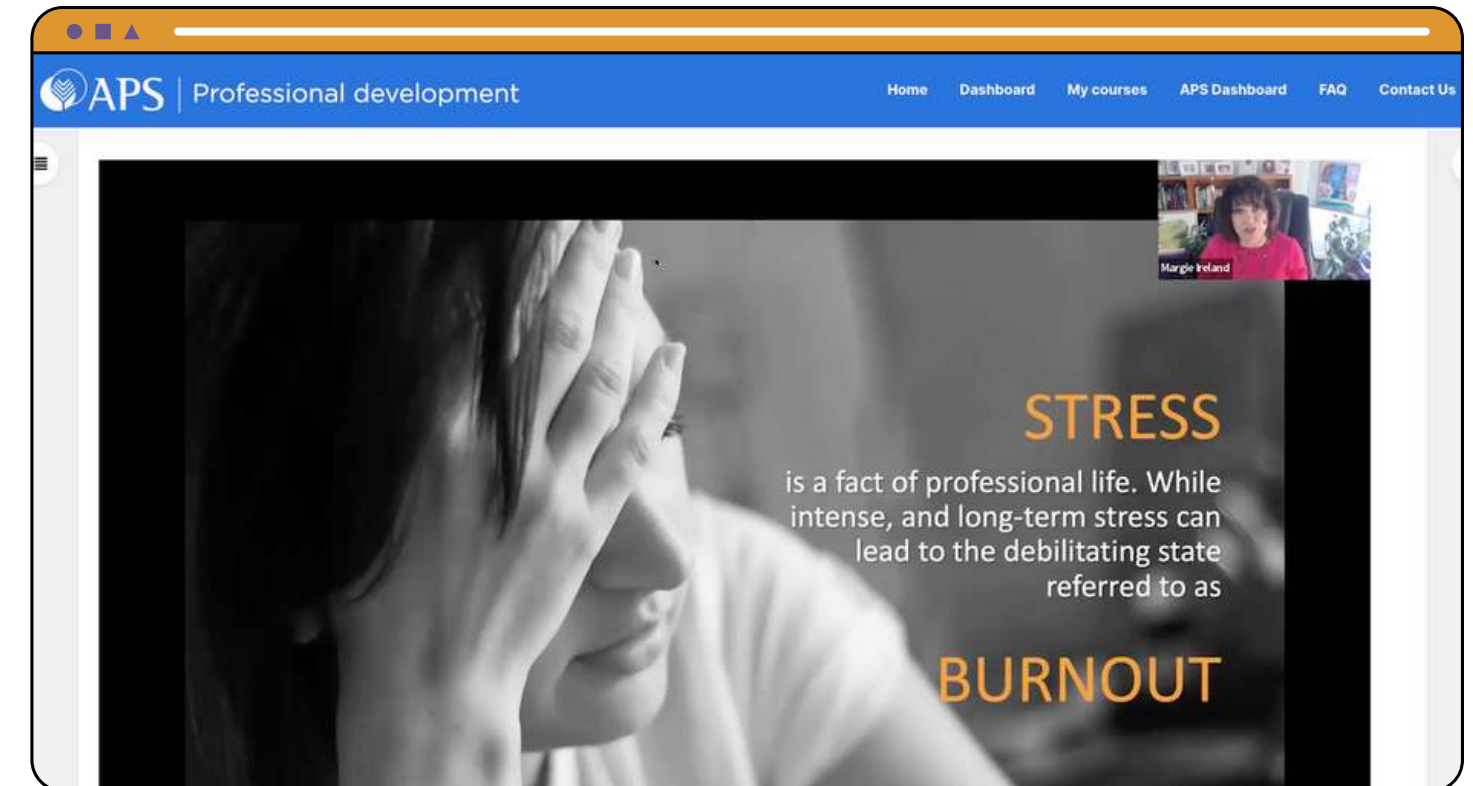 APS | Professional development
Home Dashboard My courses APS Dashboard FAQ Contact Us
Margie Ireland
STRESS
is a fact of professional life. While
intense, and long-term stress can
lead to the debilitating state
referred to as
BURNOUT